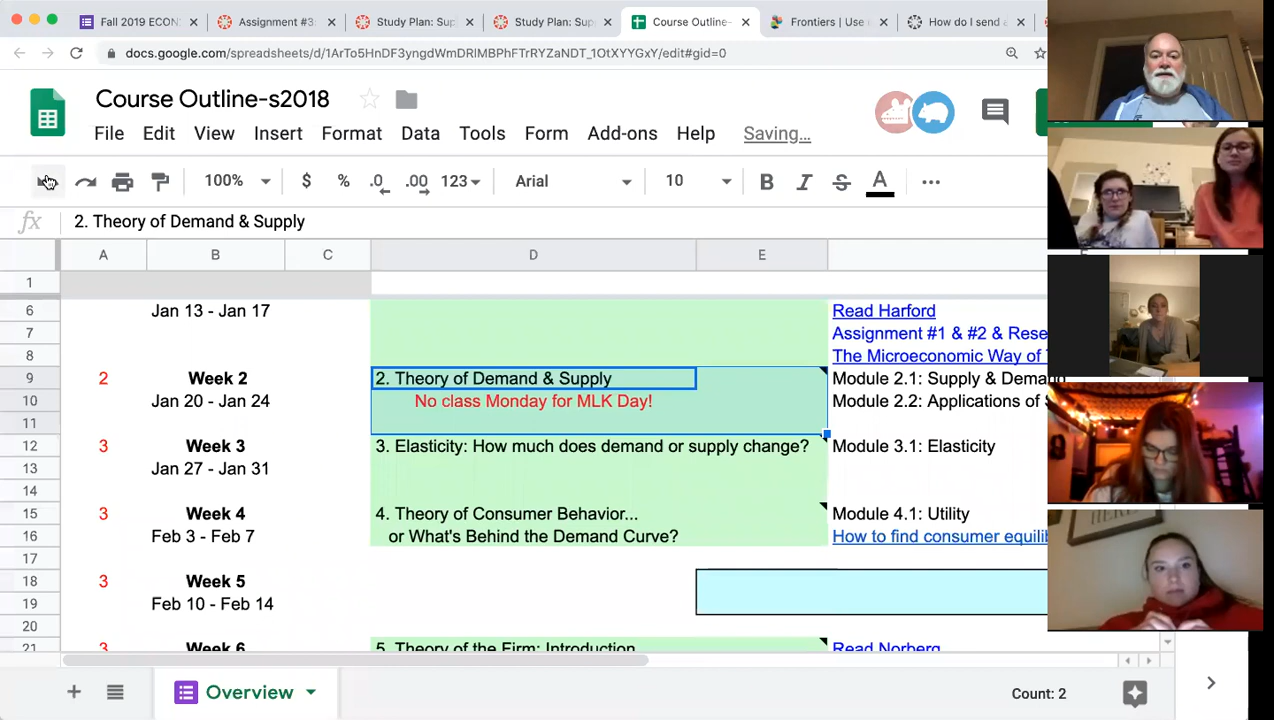 Fall 2019 ECON
Assignment #3:
Study Plan: Sup
Study Plan: Sup
Course Outline-
Frontiers | Use
How do I send
docs.google.com/spreadsheets/d/1ArTo5HnDF3yngdWmDRlMBPhFTrRYZaNDT_1OtXYYGxY/edit#gid=0
Course Outline-s2018
File Edit View Insert Format Data Tools Form Add-ons Help Saving...
100% $ % .0 .00 123 Arial 10 B I S A ...
fx 2. Theory of Demand & Supply
A B C D E
1
6 Jan 13 - Jan 17 Read Harford
7 Assignment #1 & #2 & Rese
8 The Microeconomic Way of
9 2 Week 2 2. Theory of Demand & Supply Module 2.1: Supply & Demand
10 Jan 20 - Jan 24 No class Monday for MLK Day! Module 2.2: Applications of
11
12 3 Week 3 3. Elasticity: How much does demand or supply change? Module 3.1: Elasticity
13 Jan 27 - Jan 31
14
15 3 Week 4 4. Theory of Consumer Behavior... Module 4.1: Utility
16 Feb 3 - Feb 7 or What's Behind the Demand Curve? How to find consumer equilib
17
18 3 Week 5
19 Feb 10 - Feb 14
20
21 3 Week 6 5. Theory of the Firm: Introduction Read Norberg
Overview
Count: 2